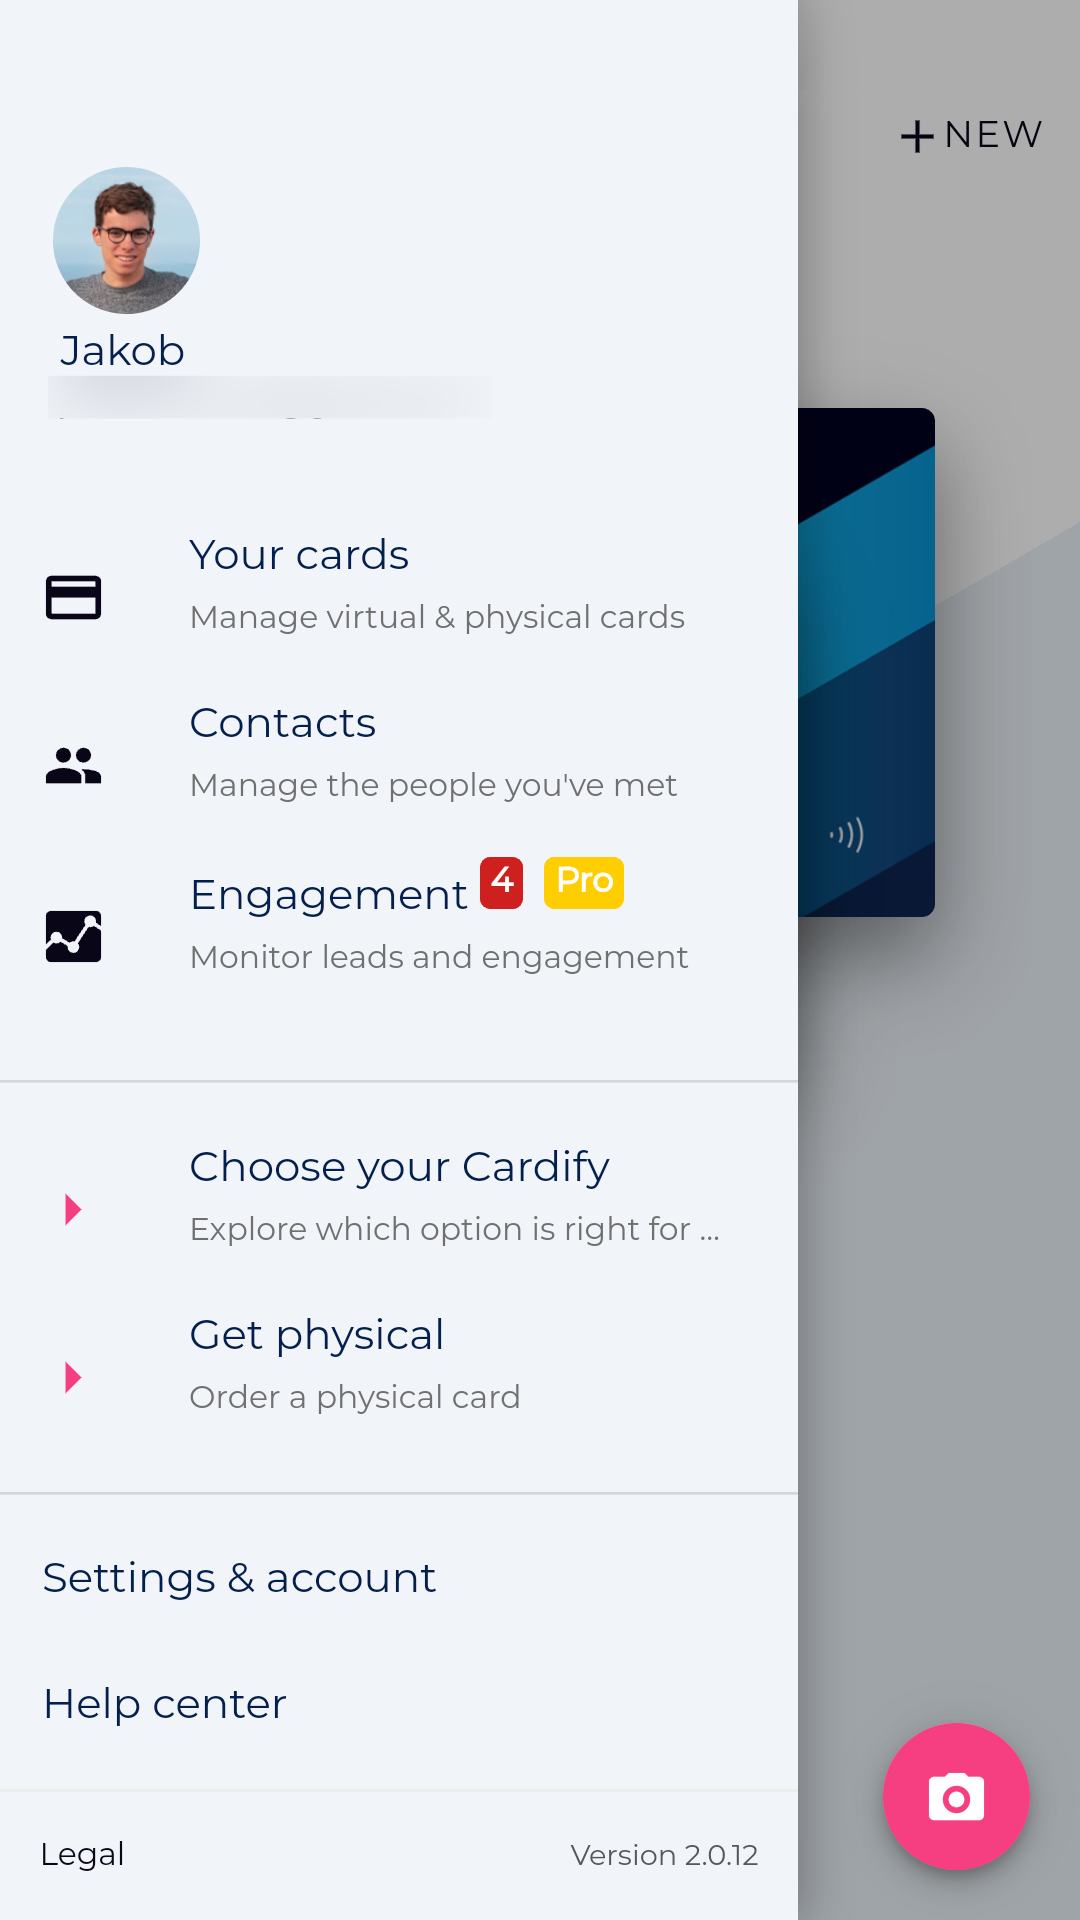 NEW
Jakob
Your cards
Manage virtual & physical cards
Contacts
Manage the people you've met
Engagement 4 Pro
Monitor leads and engagement
Choose your Cardify
Explore which option is right for ...
Get physical
Order a physical card
Settings & account
Help center
Legal
Version 2.0.12